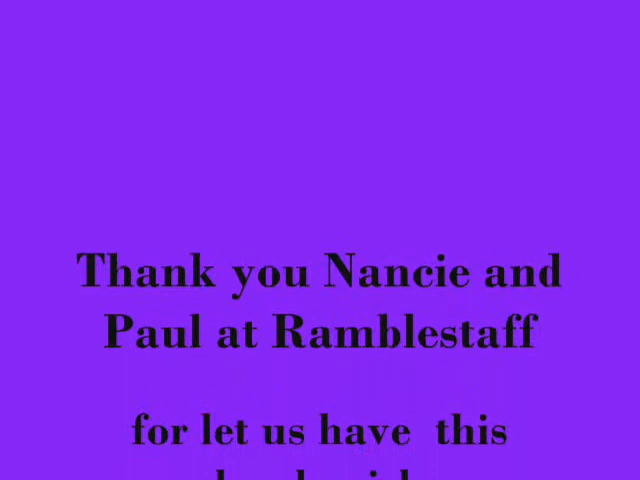 Thank you Nancie and
Paul at Ramblestaff
for let us have this